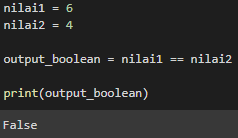 nilai1 = 6
nilai2 = 4
output_boolean = nilai1 == nilai2
print(output_boolean)
False